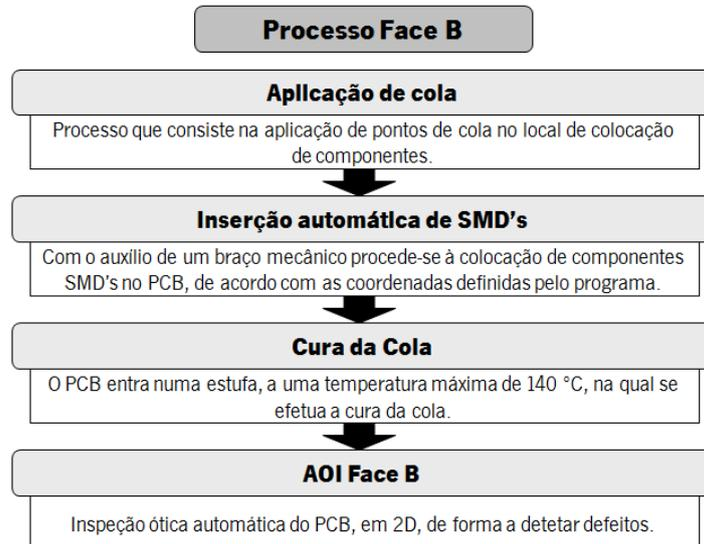 Processo Face B
Aplicação de cola
Processo que consiste na aplicação de pontos de cola no local de colocação
de componentes.
Inserção automática de SMD's
Com o auxílio de um braço mecânico procede-se à colocação de componentes
SMD's no PCB, de acordo com as coordenadas definidas pelo programa.
Cura da Cola
O PCB entra numa estufa, a uma temperatura máxima de 140 °C, na qual se
efetua a cura da cola.
AOI Face B
Inspeção ótica automática do PCB, em 2D, de forma a detetar defeitos.